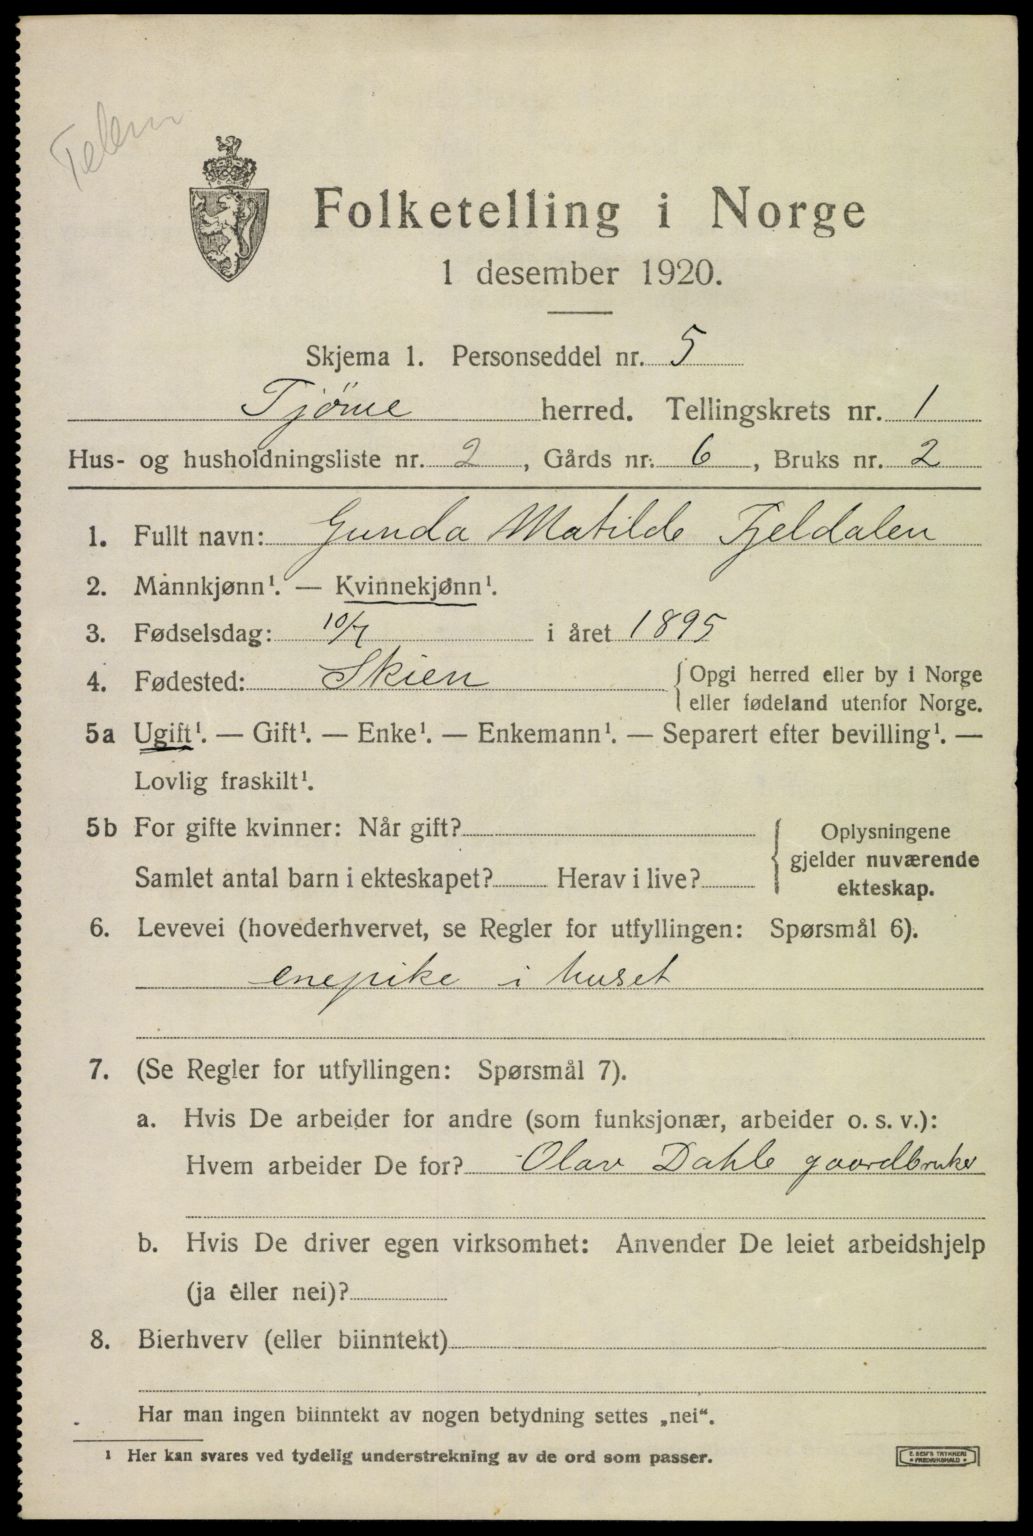 Telem
Folketelling i Norge
1 desember 1920.
Skjema 1. Personseddel nr. 5
Tjöme herred. Tellingskrets nr. 1
Hus- og husholdningsliste nr. 2, Gårds nr. 6, Bruks nr. 2
1. Fullt navn: Gunda Matilde Fjeldalen
2. Mannkjønn¹. — Kvinnekjønn¹.
3. Fødselsdag: 10/7 i året 1895
4. Fødested: Skien { Opgi herred eller by i Norge
eller fødeland utenfor Norge.
5a Ugift¹. — Gift¹. — Enke¹. — Enkemann¹. — Separert efter bevilling¹. —
Lovlig fraskilt¹.
5b For gifte kvinner: Når gift?
Samlet antal barn i ekteskapet? Herav i live?
Oplysningene
gjelder nuværende
ekteskap.
6. Levevei (hovederhvervet, se Regler for utfyllingen: Spørsmål 6).
enepike i huset
7. (Se Regler for utfyllingen: Spørsmål 7).
a. Hvis De arbeider for andre (som funksjonær, arbeider o. s. v.):
Hvem arbeider De for? Olav Dahle gaardbruker
b. Hvis De driver egen virksomhet: Anvender De leiet arbeidshjelp
(ja eller nei)?
8. Bierhverv (eller biinntekt)
Har man ingen biinntekt av nogen betydning settes „nei“.
¹ Her kan svares ved tydelig understrekning av de ord som passer.
E. SEM'S TRYKKERI
• FREDRIKSHALD •